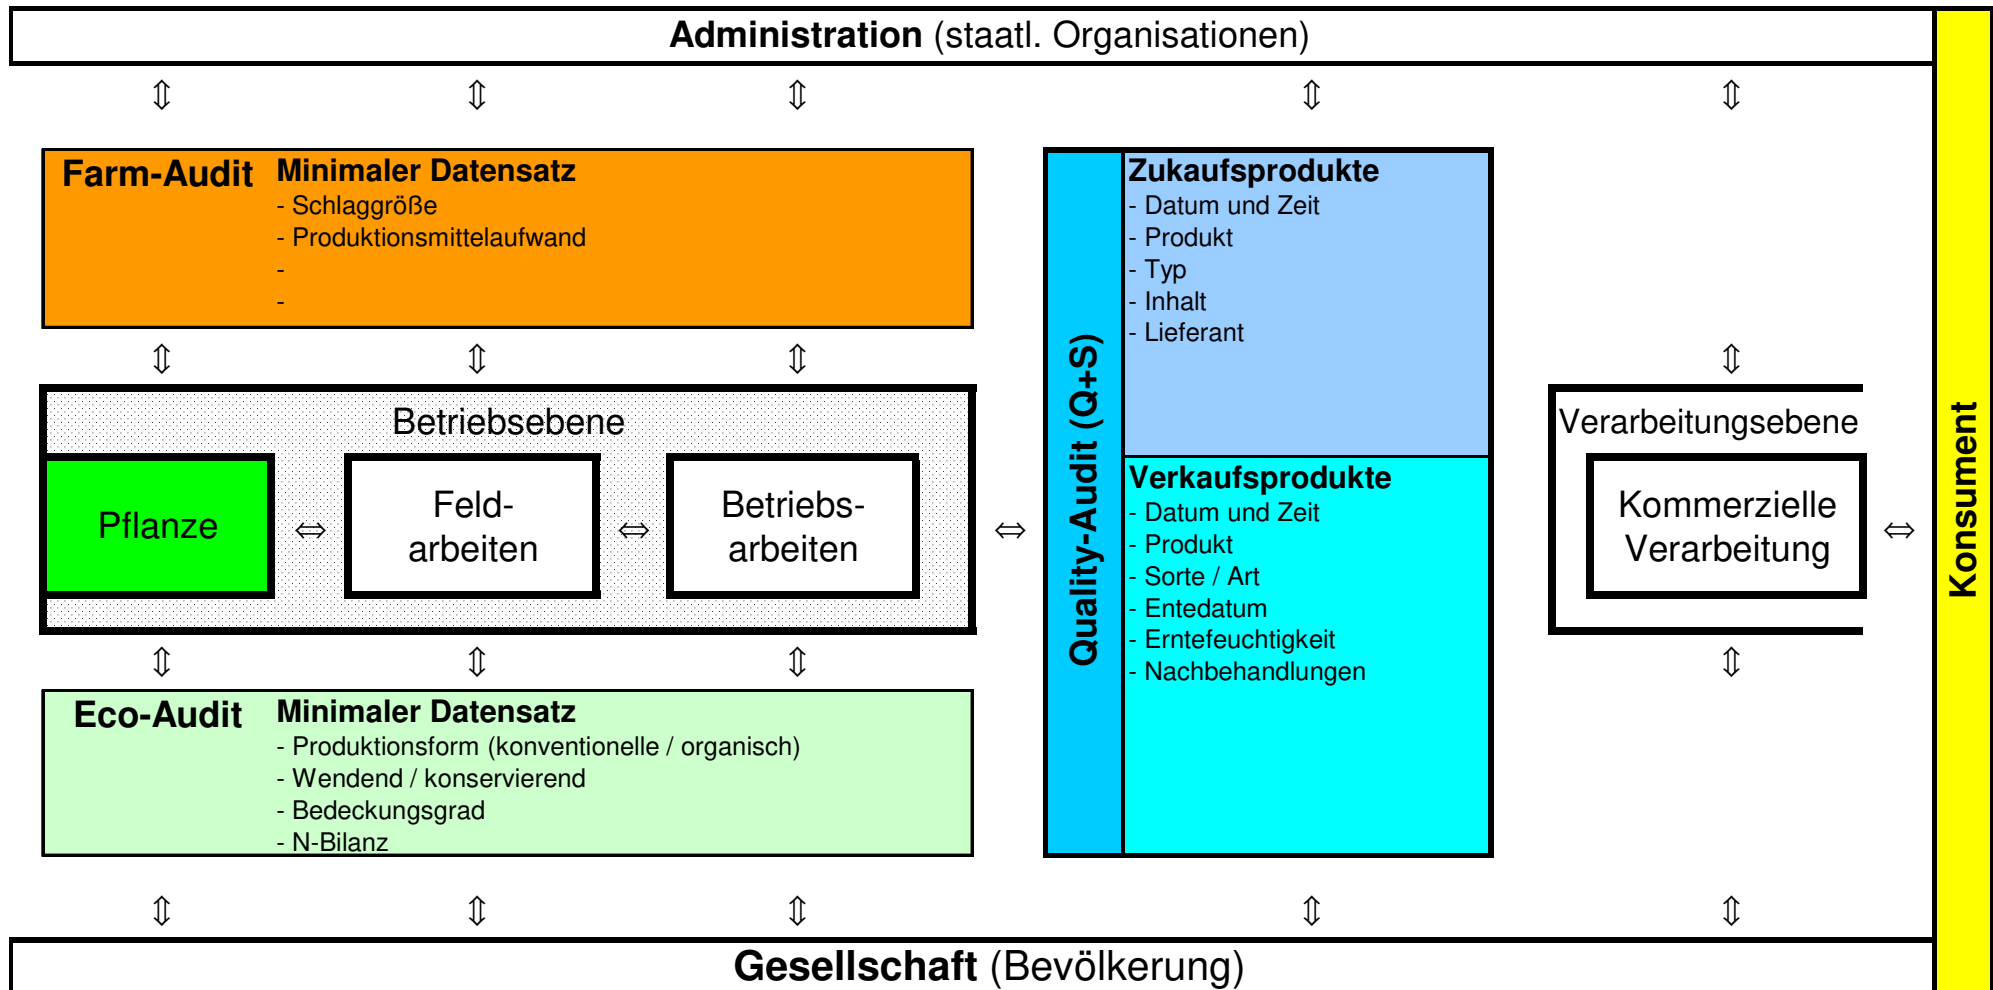 Administration (staatl. Organisationen)
⇕ ⇕ ⇕ ⇕ ⇕
Farm-Audit
Minimaler Datensatz
- Schlaggröße
- Produktionsmittelaufwand
-
-
⇕ ⇕ ⇕
Betriebsebene
Pflanze
⇔
Feld-
arbeiten
⇔
Betriebs-
arbeiten
⇔
⇕ ⇕ ⇕
Eco-Audit
Minimaler Datensatz
- Produktionsform (konventionelle / organisch)
- Wendend / konservierend
- Bedeckungsgrad
- N-Bilanz
Quality-Audit (Q+S)
Zukaufsprodukte
- Datum und Zeit
- Produkt
- Typ
- Inhalt
- Lieferant
Verkaufsprodukte
- Datum und Zeit
- Produkt
- Sorte / Art
- Entedatum
- Erntefeuchtigkeit
- Nachbehandlungen
⇕
Verarbeitungsebene
Kommerzielle
Verarbeitung
⇔
⇕
Konsument
⇕ ⇕ ⇕ ⇕ ⇕
Gesellschaft (Bevölkerung)